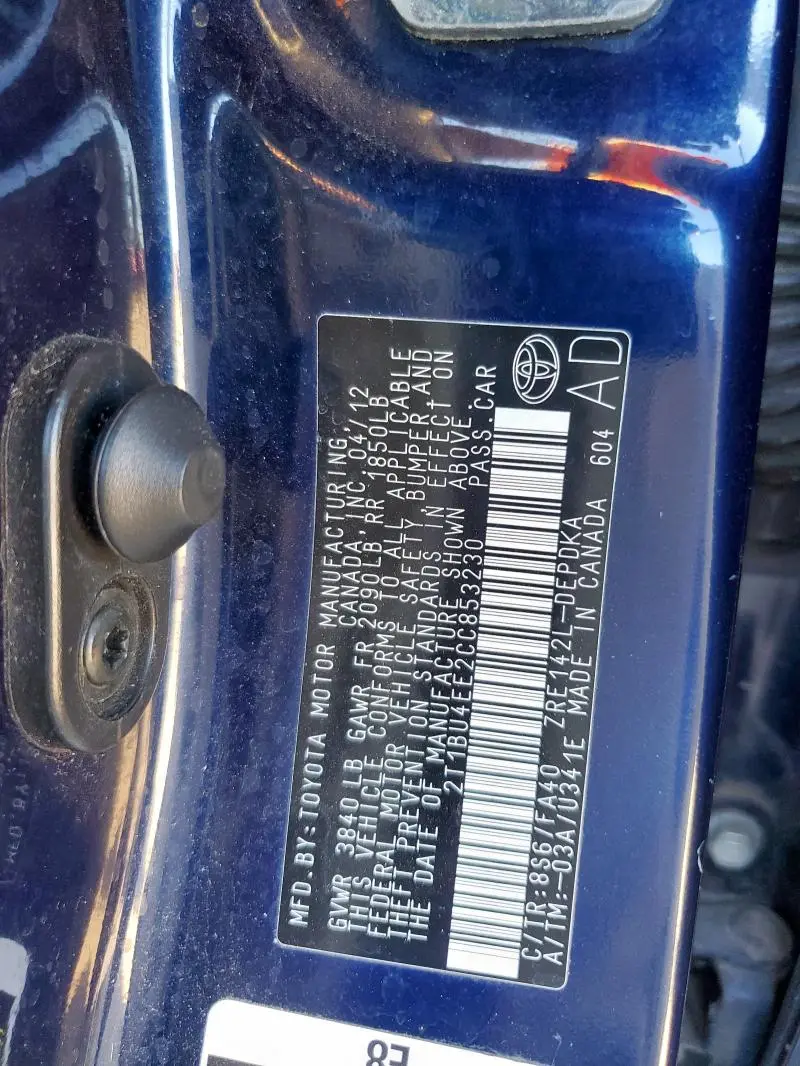 MFD.BY:TOYOTA MOTOR MANUFACTURING,
CANADA, INC. 04/12
GVWR 3840 LB GAWR FR 2090LB,RR 1850LB
THIS VEHICLE CONFORMS TO ALL APPLICABLE
FEDERAL MOTOR VEHICLE SAFETY,BUMPER,AND
THEFT PREVENTION STANDARDS IN EFFECT ON
THE DATE OF MANUFACTURE SHOWN ABOVE.
2T1BU4EE2CC853230 PASS.CAR
C/TR:8S6/FA40 ZRE142L-DEPDKA
A/TM:-03A/U341E MADE IN CANADA 604
AD
E8